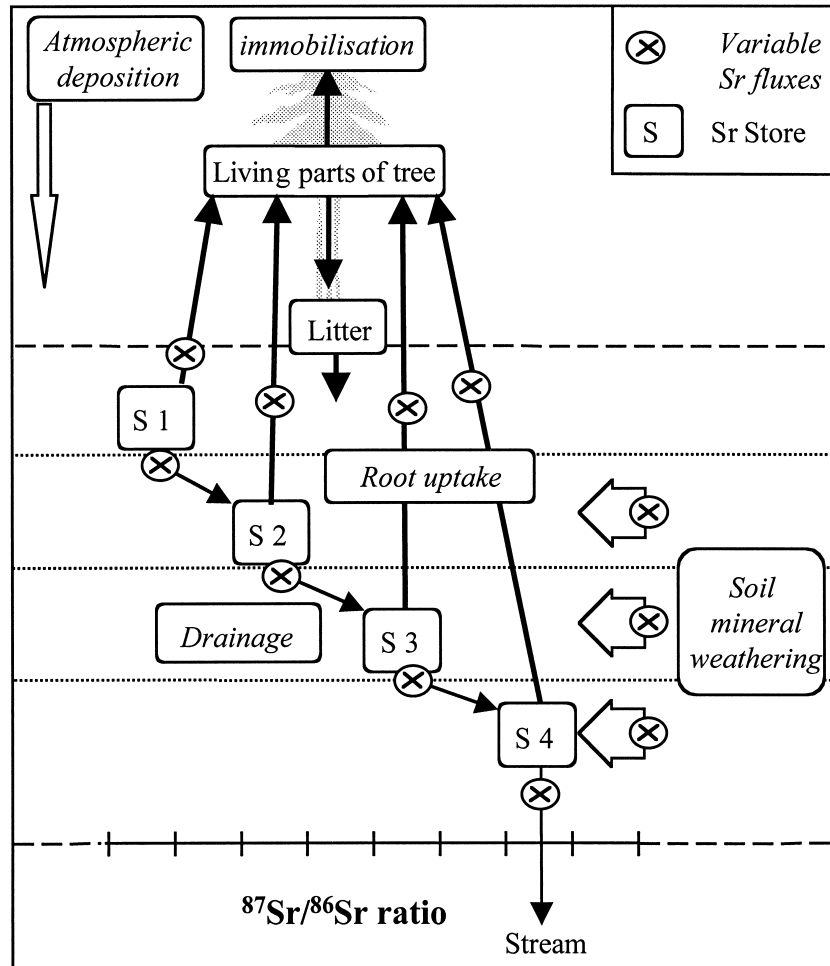 Atmospheric
deposition
immobilisation
Variable
Sr fluxes
S
Sr Store
Living parts of tree
Litter
S 1
Root uptake
S 2
Soil
mineral
weathering
Drainage
S 3
S 4
⁸⁷Sr/⁸⁶Sr ratio
Stream